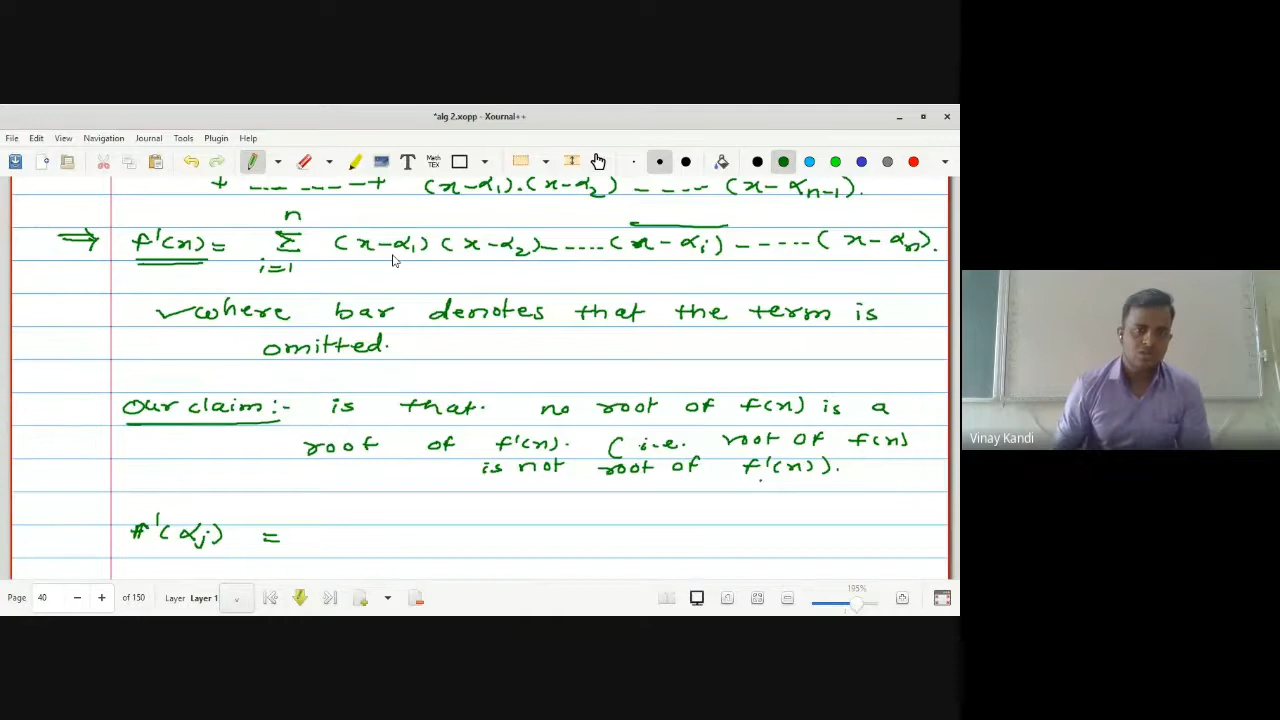 *alg 2.xopp - Xournal++
File Edit View Navigation Journal Tools Plugin Help
+ --- --- ---+ (x-α₁).(x-α₂) ---- (x-αₙ₋₁).
⇒ f'(x) = n Σ i=1 (x-α₁)(x-α₂)------(x-αᵢ)------(x-αₙ).
✓where bar denotes that the term is
omitted.
Our claim:- is that. no root of f(x) is a
root of f'(x). (i.e. root of f(x)
is not root of f'(x)).
f'(αⱼ) =
Vinay Kandi
Page 40 of 150 Layer Layer 1 195%